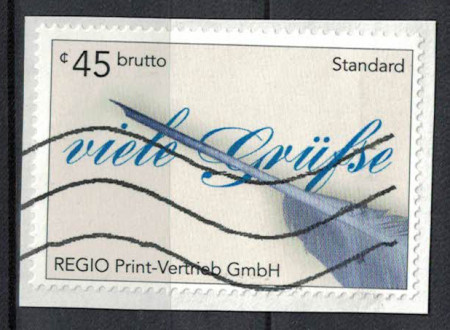 ¢45 brutto Standard
viele Grüße
REGIO Print-Vertrieb GmbH